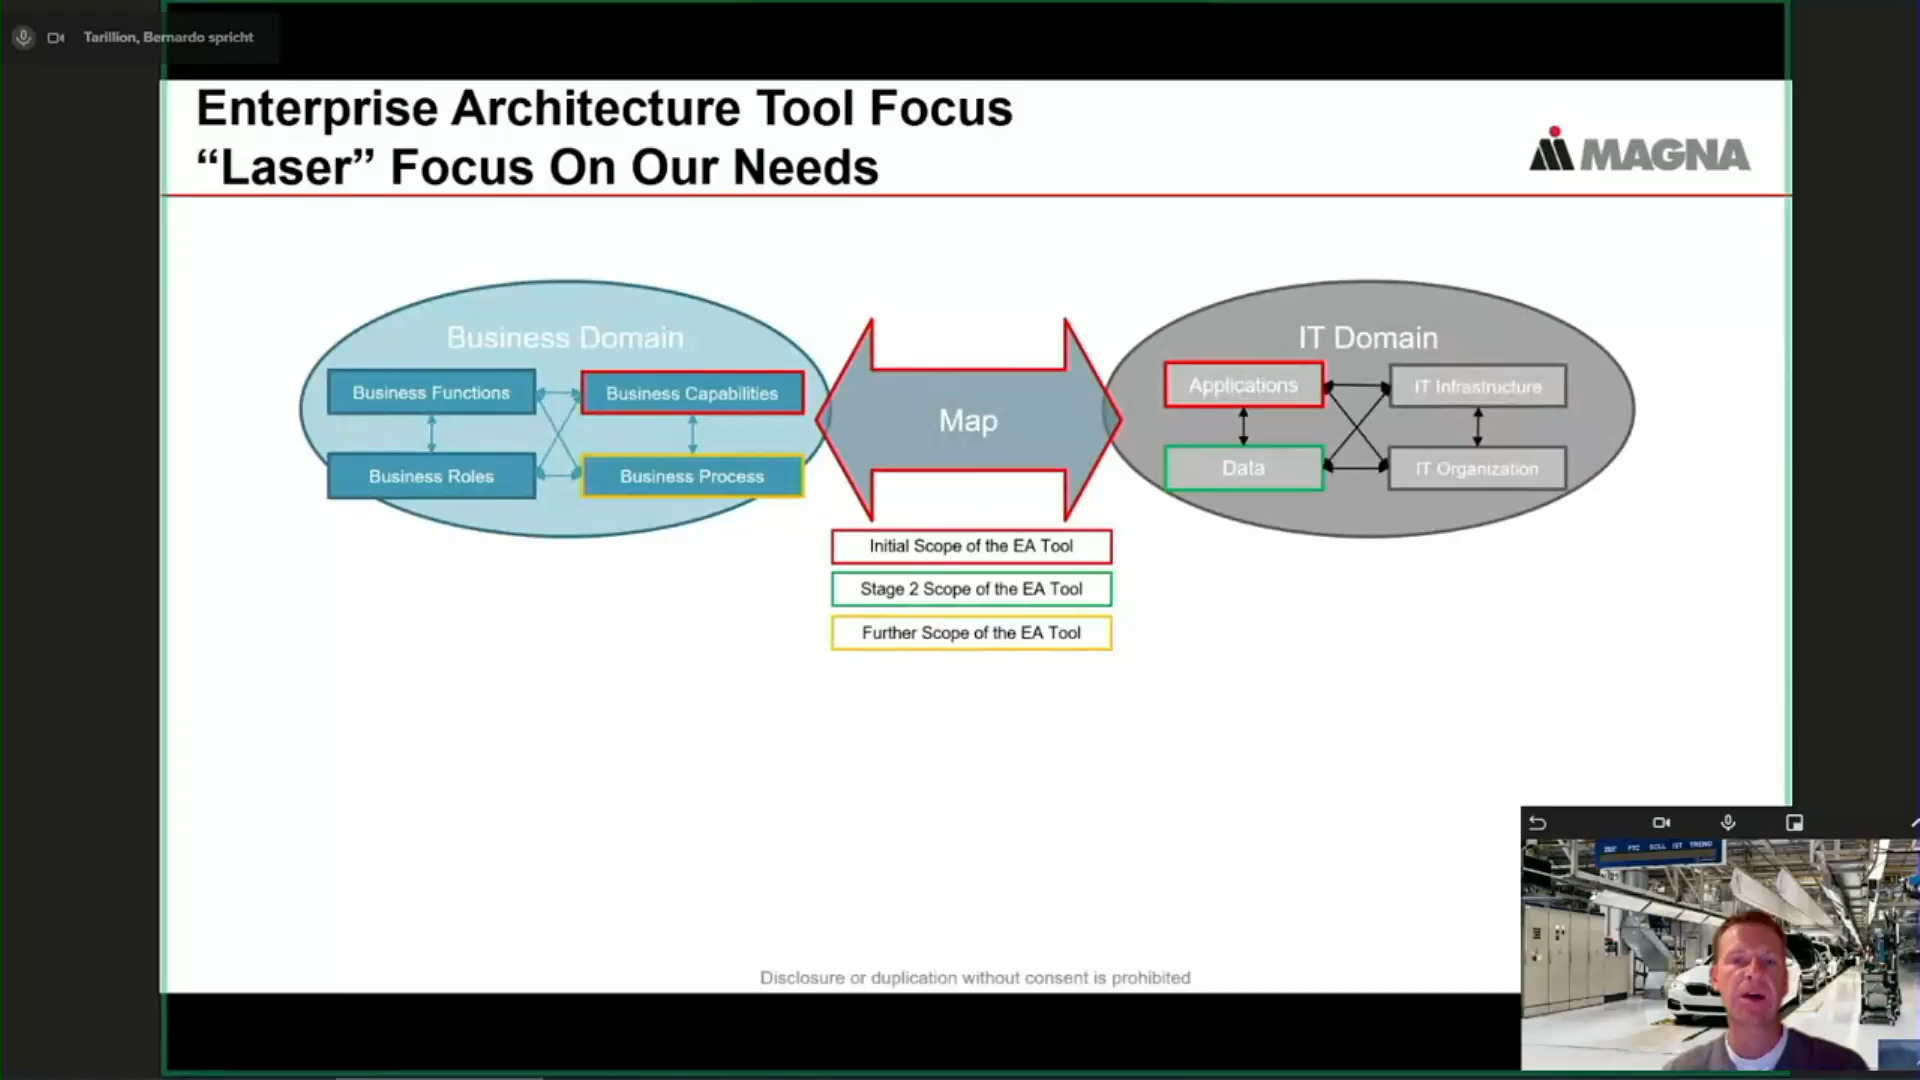 Tarillion, Bernardo spricht
Enterprise Architecture Tool Focus
“Laser” Focus On Our Needs
MAGNA
Business Domain
Business Functions
Business Capabilities
Business Roles
Business Process
Map
IT Domain
Applications
IT Infrastructure
Data
IT Organization
Initial Scope of the EA Tool
Stage 2 Scope of the EA Tool
Further Scope of the EA Tool
Disclosure or duplication without consent is prohibited
SOLL IST TREND